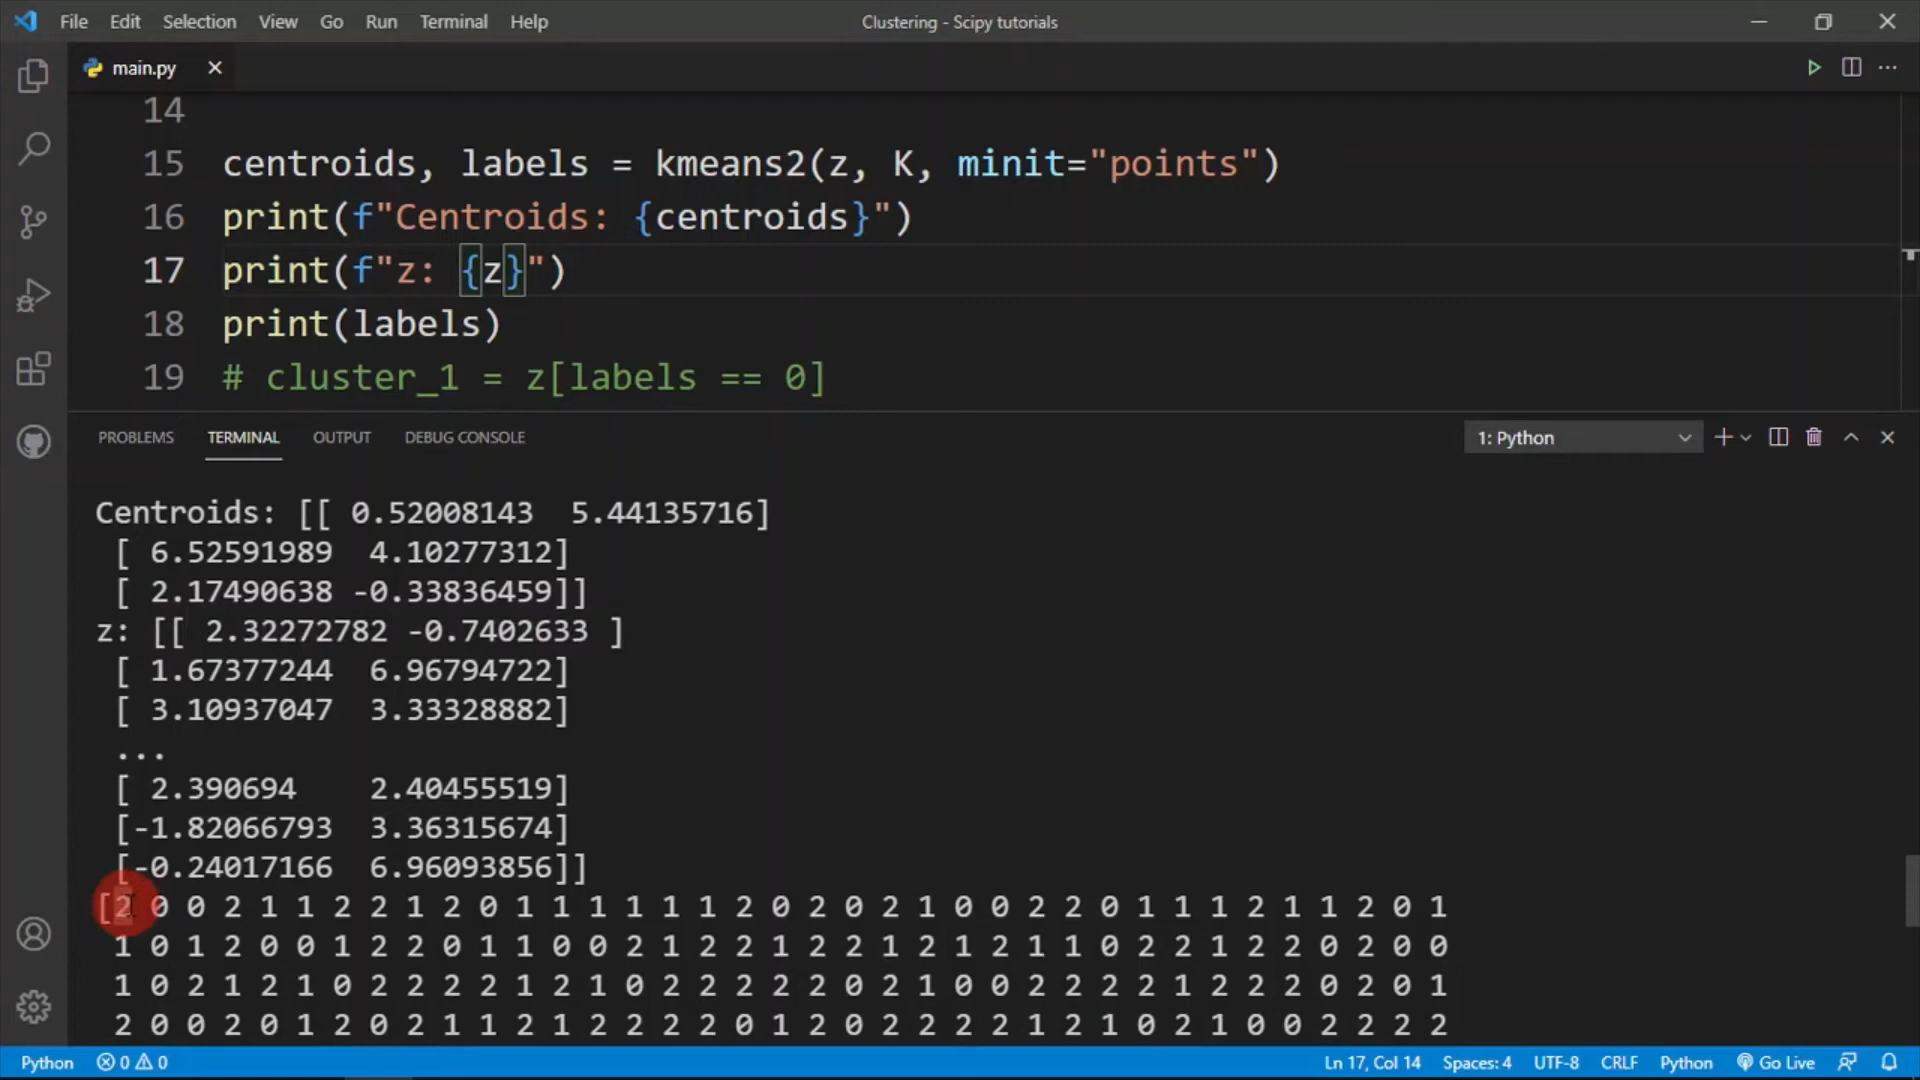 File Edit Selection View Go Run Terminal Help Clustering - Scipy tutorials
main.py
14
15 centroids, labels = kmeans2(z, K, minit="points")
16 print(f"Centroids: {centroids}")
17 print(f"z: {z}")
18 print(labels)
19 # cluster_1 = z[labels == 0]
PROBLEMS TERMINAL OUTPUT DEBUG CONSOLE 1: Python
Centroids: [[ 0.52008143 5.44135716]
[ 6.52591989 4.10277312]
[ 2.17490638 -0.33836459]]
z: [[ 2.32272782 -0.7402633 ]
[ 1.67377244 6.96794722]
[ 3.10937047 3.33328882]
...
[ 2.390694 2.40455519]
[-1.82066793 3.36315674]
[-0.24017166 6.96093856]]
[2 0 0 2 1 1 2 2 1 2 0 1 1 1 1 1 1 2 0 2 0 2 1 0 0 2 2 0 1 1 1 2 1 1 2 0 1
1 0 1 2 0 0 1 2 2 0 1 1 0 0 2 1 2 2 1 2 2 1 2 1 2 1 1 0 2 2 1 2 2 0 2 0 0
1 0 2 1 2 1 0 2 2 2 2 1 2 1 0 2 2 2 2 2 0 2 1 0 0 2 2 2 2 1 2 2 2 0 2 0 1
2 0 0 2 0 1 2 0 2 1 1 2 1 2 2 2 2 0 1 2 0 2 2 2 2 1 2 1 0 2 1 0 0 2 2 2 2
Python 0 0 Ln 17, Col 14 Spaces: 4 UTF-8 CRLF Python Go Live